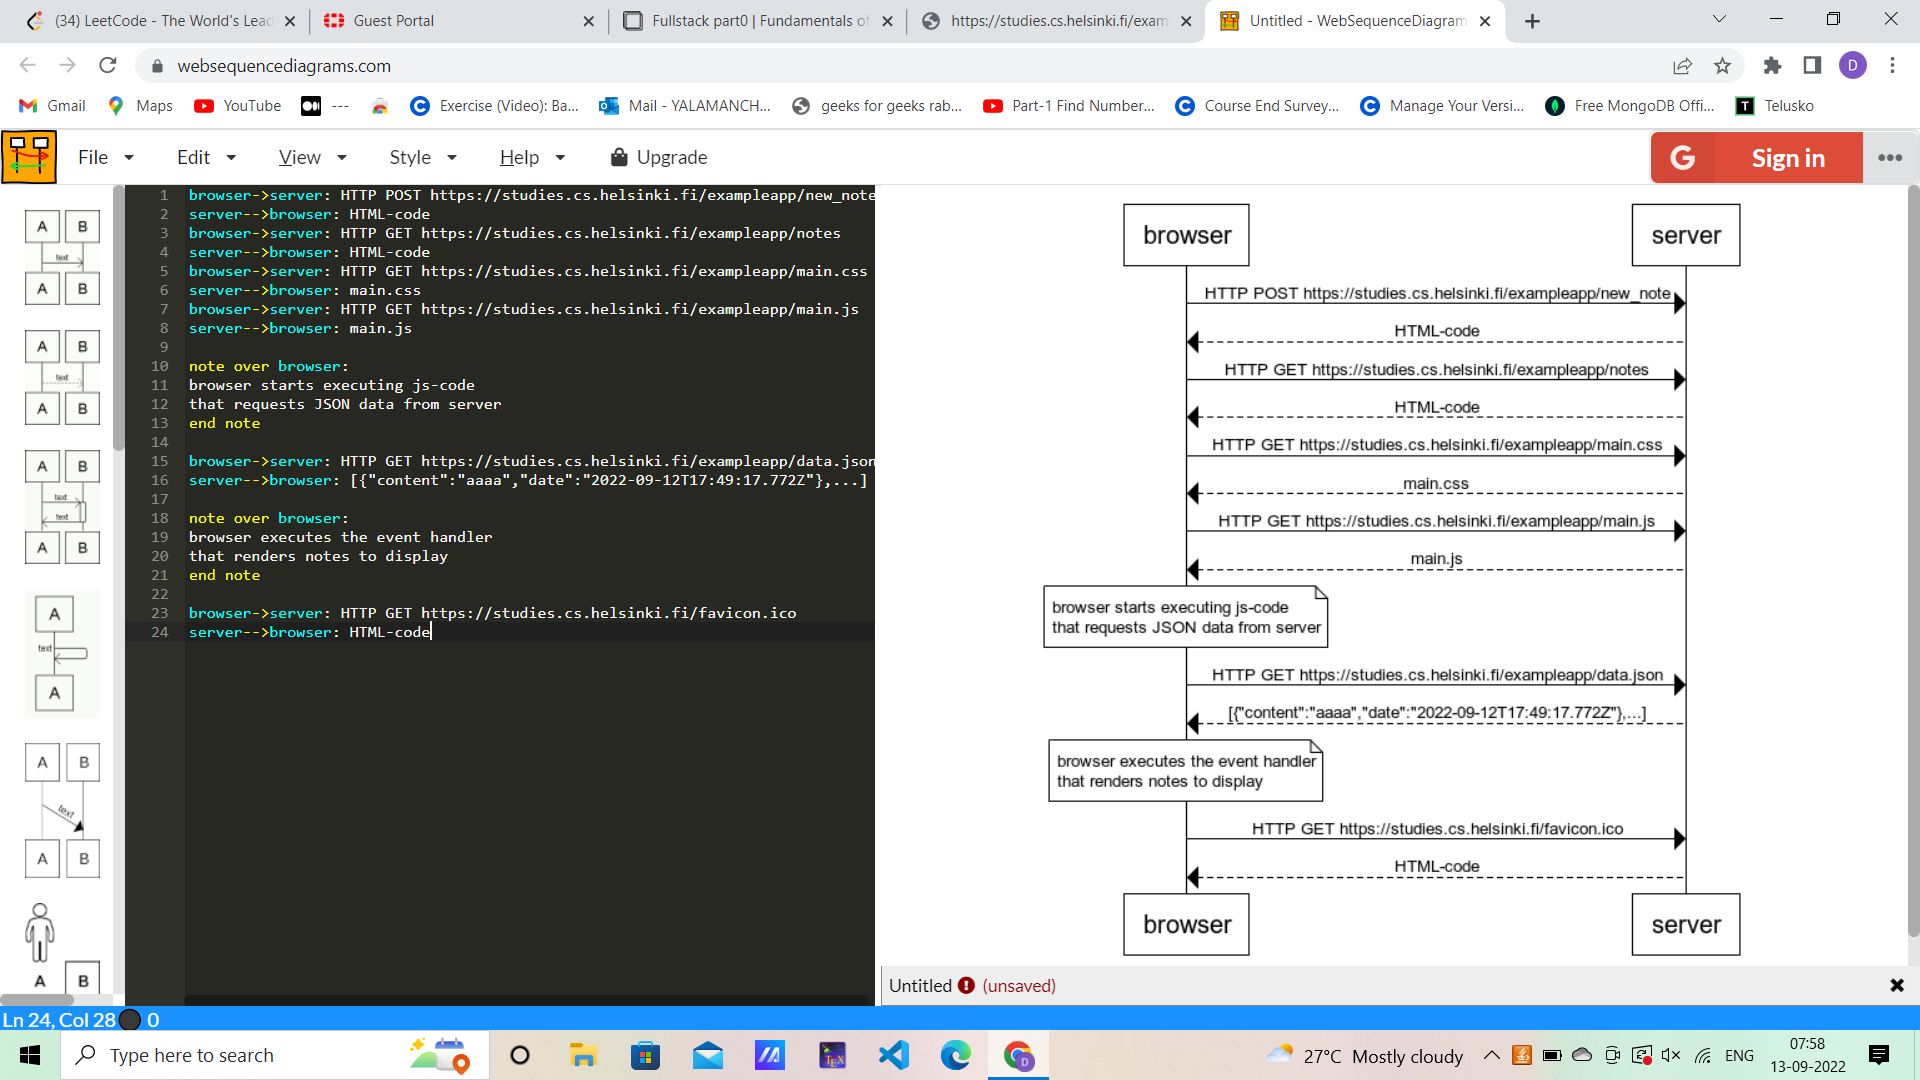 (34) LeetCode - The World's Lead
Guest Portal
Fullstack part0 | Fundamentals of
https://studies.cs.helsinki.fi/exam
Untitled - WebSequenceDiagram
websequencediagrams.com
D
Gmail
Maps
YouTube
---
Exercise (Video): Ba...
Mail - YALAMANCH...
geeks for geeks rab...
Part-1 Find Number...
Course End Survey...
Manage Your Versi...
Free MongoDB Offi...
Telusko
File
Edit
View
Style
Help
Upgrade
G Sign in
A B
text
A B
A B
text
A B
A B
text
text
A B
A
text
A
A B
text
A B
A B
1 browser->server: HTTP POST https://studies.cs.helsinki.fi/exampleapp/new_note
2 server-->browser: HTML-code
3 browser->server: HTTP GET https://studies.cs.helsinki.fi/exampleapp/notes
4 server-->browser: HTML-code
5 browser->server: HTTP GET https://studies.cs.helsinki.fi/exampleapp/main.css
6 server-->browser: main.css
7 browser->server: HTTP GET https://studies.cs.helsinki.fi/exampleapp/main.js
8 server-->browser: main.js
9
10 note over browser:
11 browser starts executing js-code
12 that requests JSON data from server
13 end note
14
15 browser->server: HTTP GET https://studies.cs.helsinki.fi/exampleapp/data.json
16 server-->browser: [{"content":"aaaa","date":"2022-09-12T17:49:17.772Z"},...]
17
18 note over browser:
19 browser executes the event handler
20 that renders notes to display
21 end note
22
23 browser->server: HTTP GET https://studies.cs.helsinki.fi/favicon.ico
24 server-->browser: HTML-code
browser
server
HTTP POST https://studies.cs.helsinki.fi/exampleapp/new_note
HTML-code
HTTP GET https://studies.cs.helsinki.fi/exampleapp/notes
HTML-code
HTTP GET https://studies.cs.helsinki.fi/exampleapp/main.css
main.css
HTTP GET https://studies.cs.helsinki.fi/exampleapp/main.js
main.js
browser starts executing js-code
that requests JSON data from server
HTTP GET https://studies.cs.helsinki.fi/exampleapp/data.json
[{"content":"aaaa","date":"2022-09-12T17:49:17.772Z"},...]
browser executes the event handler
that renders notes to display
HTTP GET https://studies.cs.helsinki.fi/favicon.ico
HTML-code
browser
server
Untitled (unsaved)
Ln 24, Col 28 0
Type here to search
27°C Mostly cloudy
ENG
07:58
13-09-2022